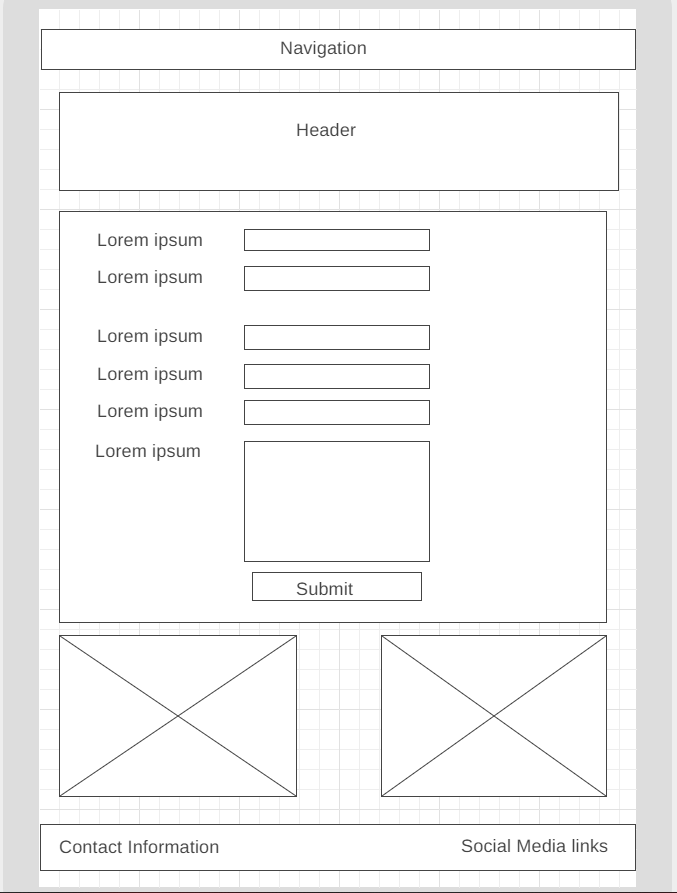 Navigation
Header
Lorem ipsum
Lorem ipsum
Lorem ipsum
Lorem ipsum
Lorem ipsum
Lorem ipsum
Submit
Contact Information
Social Media links